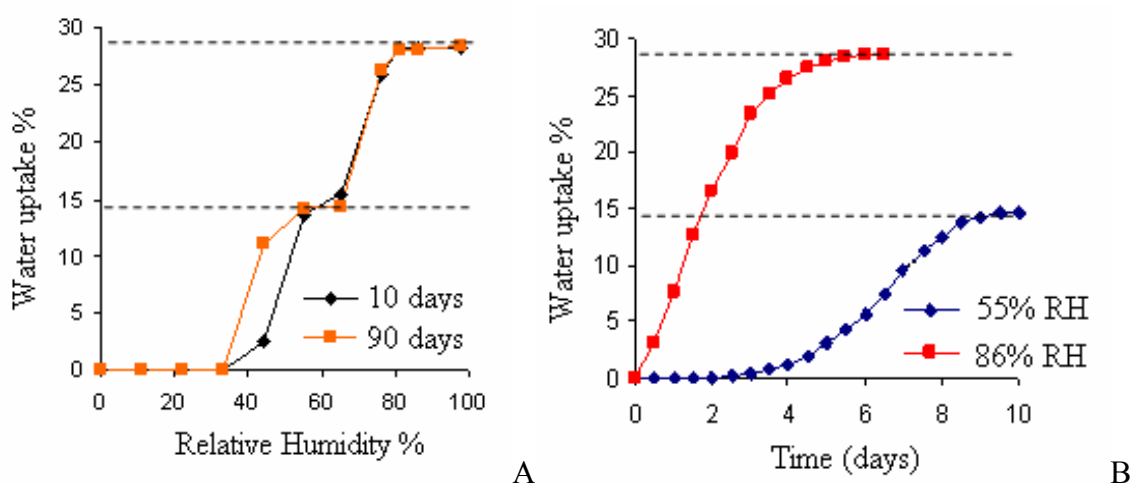 30
25
20
15
10
5
0
Water uptake %
0 20 40 60 80 100
Relative Humidity %
10 days
90 days
A
30
25
20
15
10
5
0
Water uptake %
0 2 4 6 8 10
Time (days)
55% RH
86% RH
B